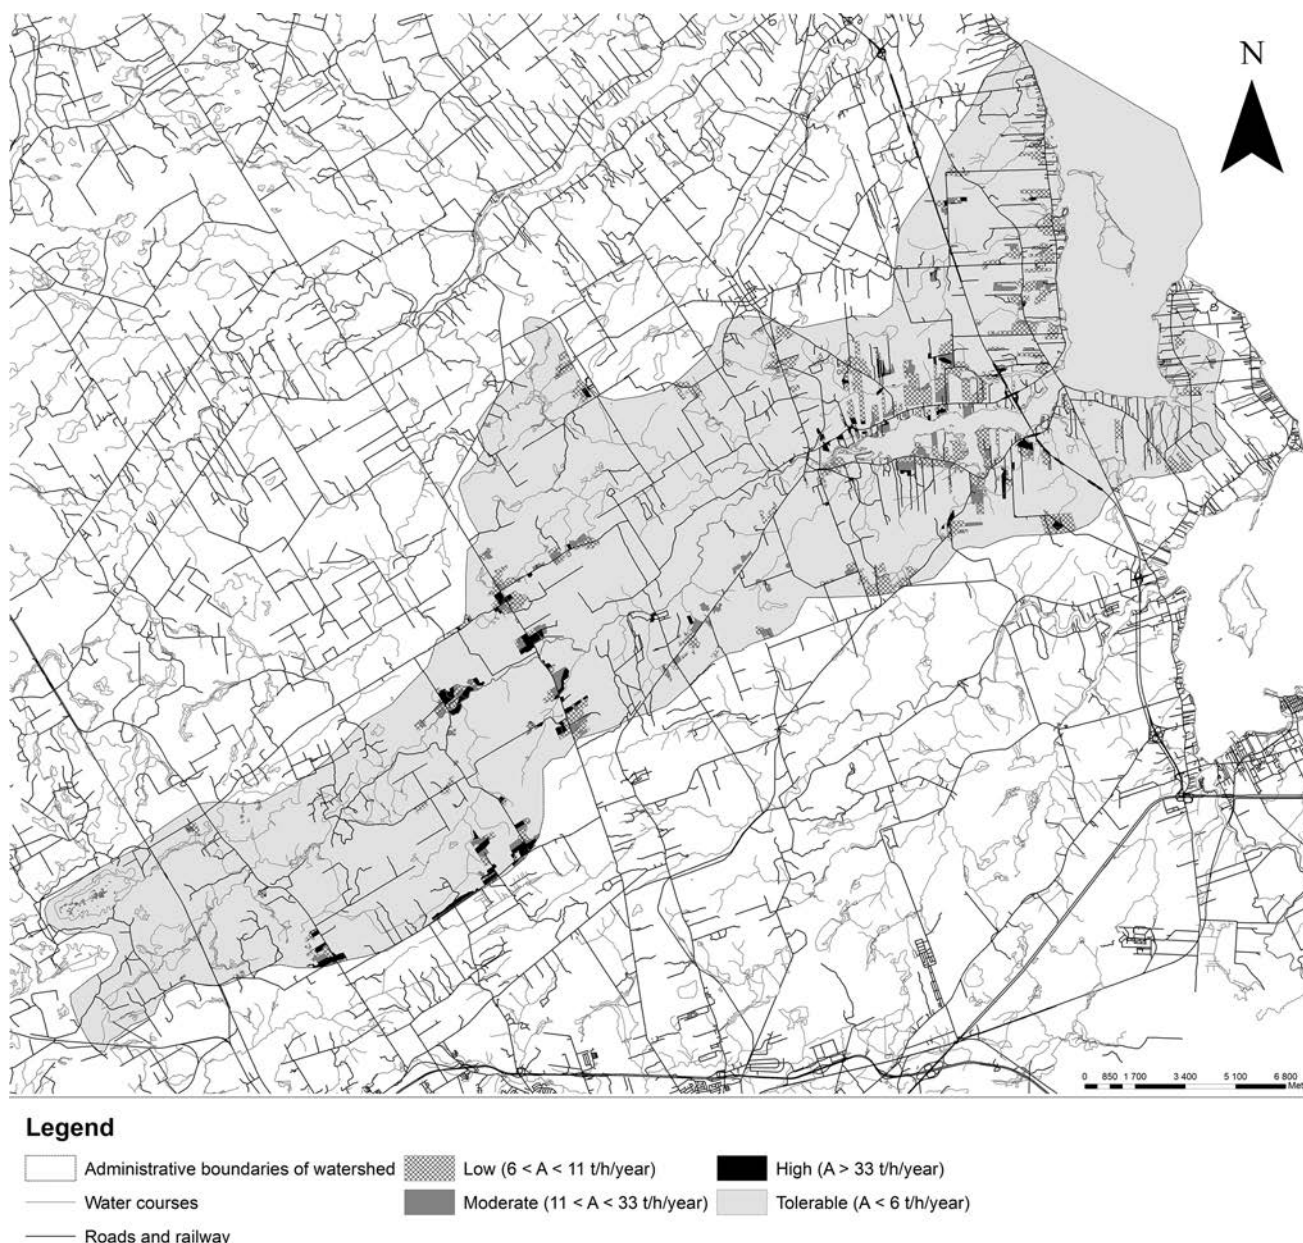 N
0 850 1 700 3 400 5 100 6 800
Met
Legend
Administrative boundaries of watershed
Low (6 < A < 11 t/h/year)
High (A > 33 t/h/year)
Water courses
Moderate (11 < A < 33 t/h/year)
Tolerable (A < 6 t/h/year)
Roads and railway